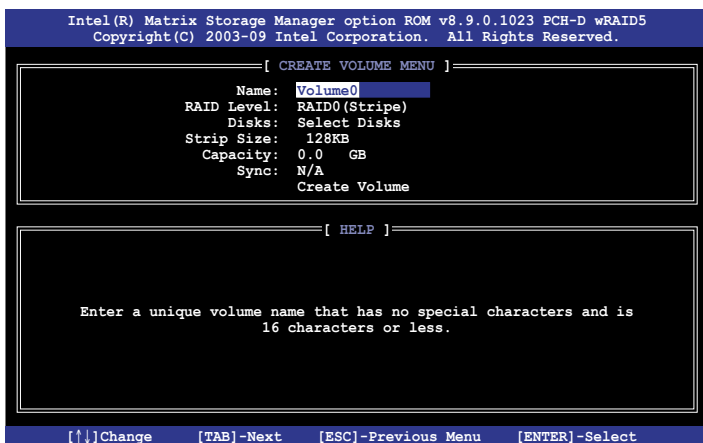 Intel(R) Matrix Storage Manager option ROM v8.9.0.1023 PCH-D wRAID5
Copyright(C) 2003-09 Intel Corporation. All Rights Reserved.
[ CREATE VOLUME MENU ]
Name: Volume0
RAID Level: RAID0(Stripe)
Disks: Select Disks
Strip Size: 128KB
Capacity: 0.0 GB
Sync: N/A
Create Volume
[ HELP ]
Enter a unique volume name that has no special characters and is
16 characters or less.
[↑↓]Change [TAB]-Next [ESC]-Previous Menu [ENTER]-Select